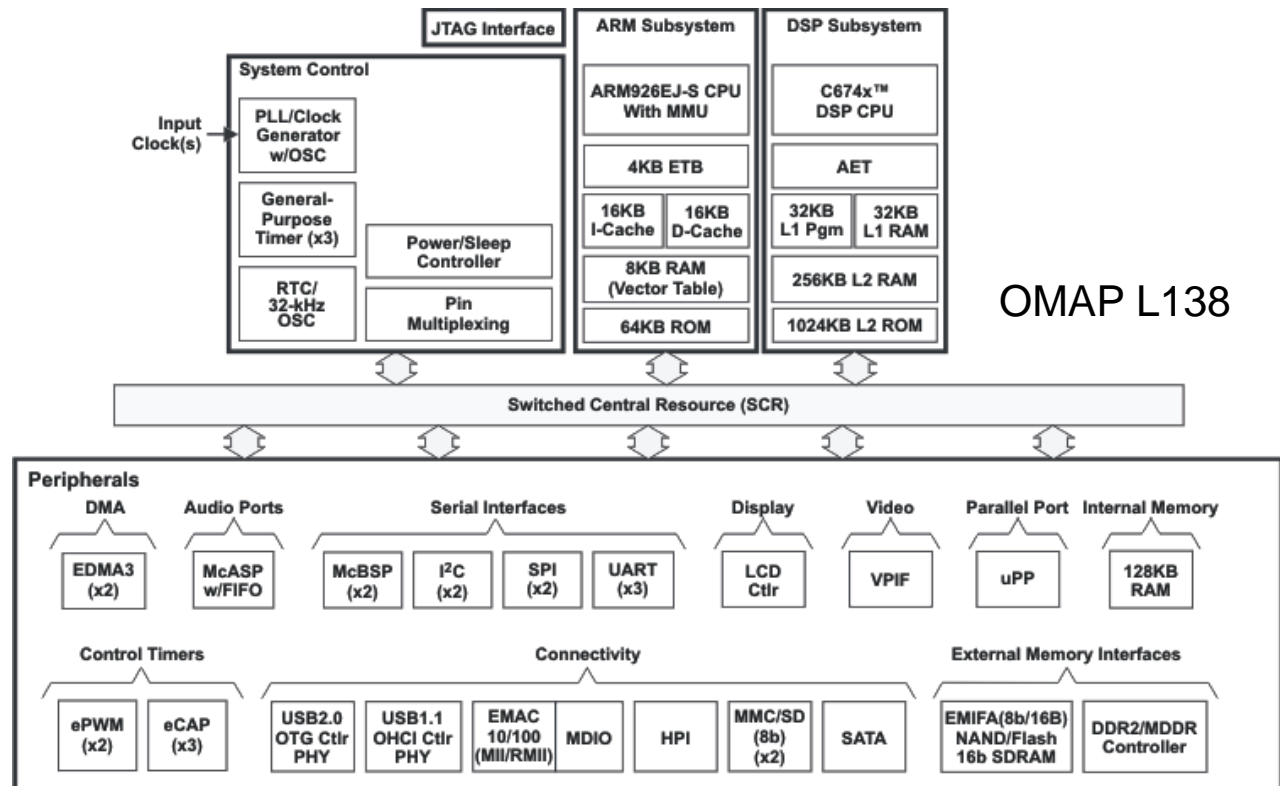 JTAG Interface
ARM Subsystem
DSP Subsystem
System Control
Input
Clock(s)
PLL/Clock
Generator
w/OSC
General-
Purpose
Timer (x3)
RTC/
32-kHz
OSC
Power/Sleep
Controller
Pin
Multiplexing
ARM926EJ-S CPU
With MMU
4KB ETB
16KB
I-Cache
16KB
D-Cache
8KB RAM
(Vector Table)
64KB ROM
C674x™
DSP CPU
AET
32KB
L1 Pgm
32KB
L1 RAM
256KB L2 RAM
1024KB L2 ROM
OMAP L138
Switched Central Resource (SCR)
Peripherals
DMA
EDMA3
(x2)
Audio Ports
McASP
w/FIFO
Serial Interfaces
McBSP
(x2)
I²C
(x2)
SPI
(x2)
UART
(x3)
Display
LCD
Ctlr
Video
VPIF
Parallel Port
uPP
Internal Memory
128KB
RAM
Control Timers
ePWM
(x2)
eCAP
(x3)
Connectivity
USB2.0
OTG Ctlr
PHY
USB1.1
OHCI Ctlr
PHY
EMAC
10/100
(MII/RMII)
MDIO
HPI
MMC/SD
(8b)
(x2)
SATA
External Memory Interfaces
EMIFA(8b/16B)
NAND/Flash
16b SDRAM
DDR2/MDDR
Controller